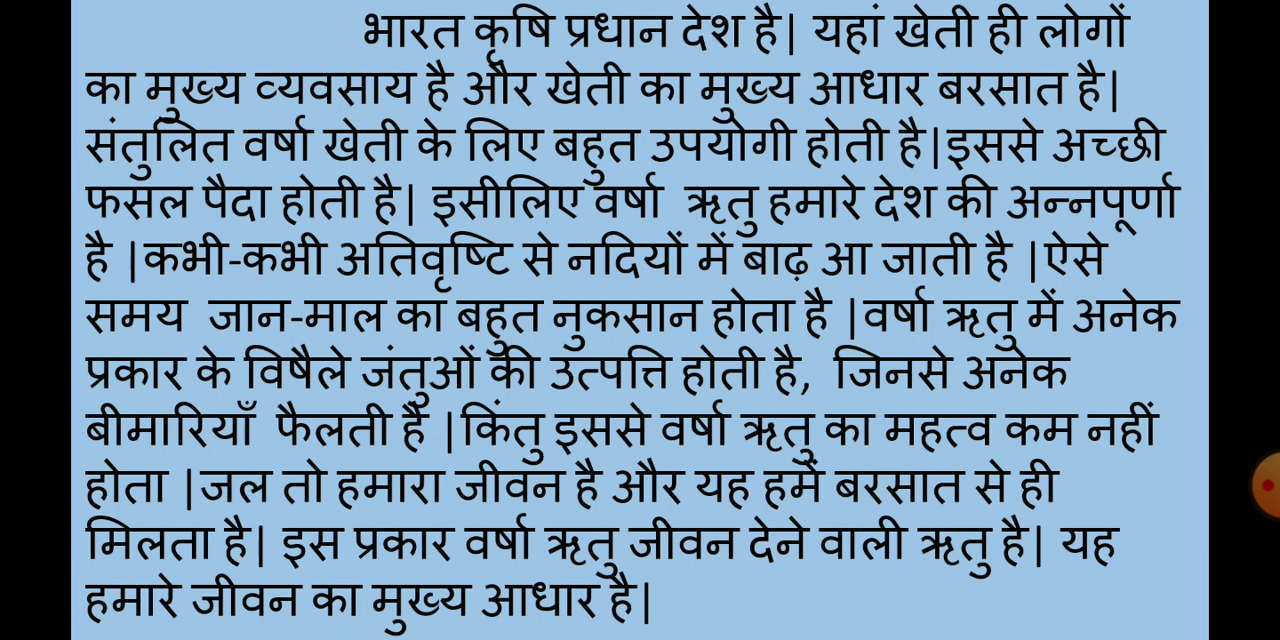 भारत कृषि प्रधान देश है| यहां खेती ही लोगों
का मुख्य व्यवसाय है और खेती का मुख्य आधार बरसात है|
संतुलित वर्षा खेती के लिए बहुत उपयोगी होती है|इससे अच्छी
फसल पैदा होती है| इसीलिए वर्षा  ऋतु हमारे देश की अन्नपूर्णा
है |कभी-कभी अतिवृष्टि से नदियों में बाढ़ आ जाती है |ऐसे
समय  जान-माल का बहुत नुकसान होता है |वर्षा ऋतु में अनेक
प्रकार के विषैले जंतुओं की उत्पत्ति होती है,  जिनसे अनेक
बीमारियाँ  फैलती हैं |किंतु इससे वर्षा ऋतु का महत्व कम नहीं
होता |जल तो हमारा जीवन है और यह हमें बरसात से ही
मिलता है| इस प्रकार वर्षा ऋतु जीवन देने वाली ऋतु है| यह
हमारे जीवन का मुख्य आधार है|